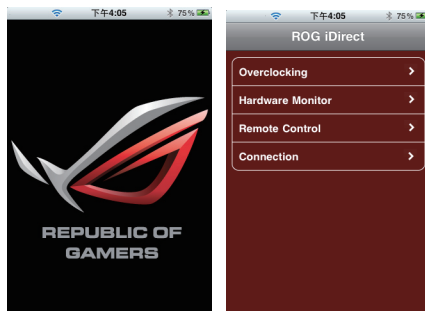 下午4:05
75%
REPUBLIC OF
GAMERS
下午4:05
75%
ROG iDirect
Overclocking
Hardware Monitor
Remote Control
Connection